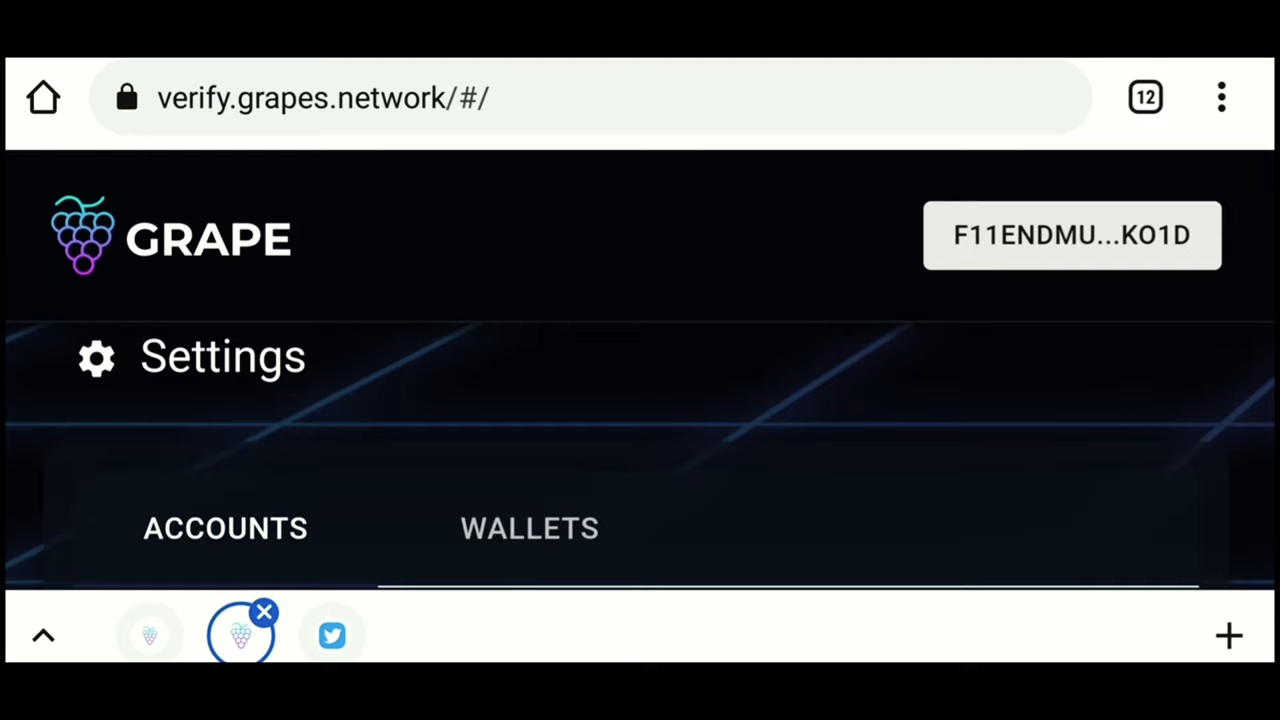 verify.grapes.network/#/
12
GRAPE
F11ENDMU...KO1D
Settings
ACCOUNTS
WALLETS